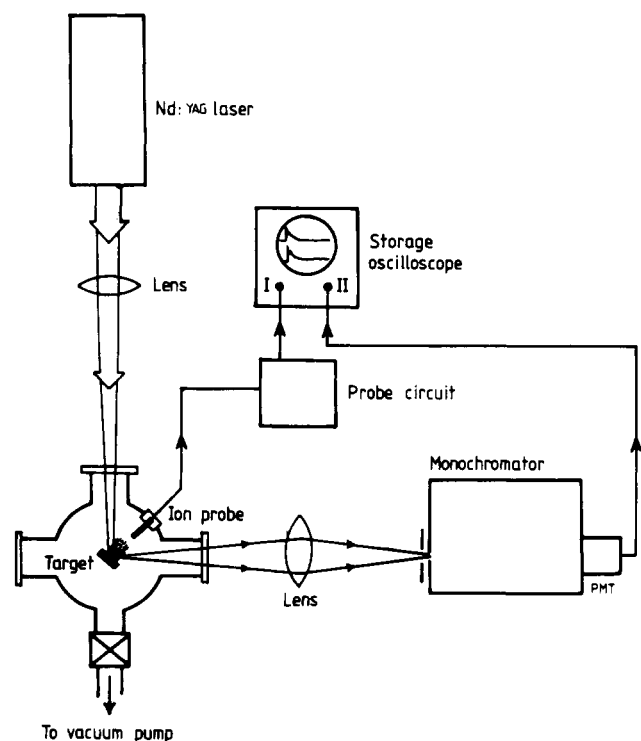 Nd: YAG laser
Lens
Storage
oscilloscope
I
II
Probe circuit
Monochromator
Ion probe
Target
Lens
PMT
To vacuum pump